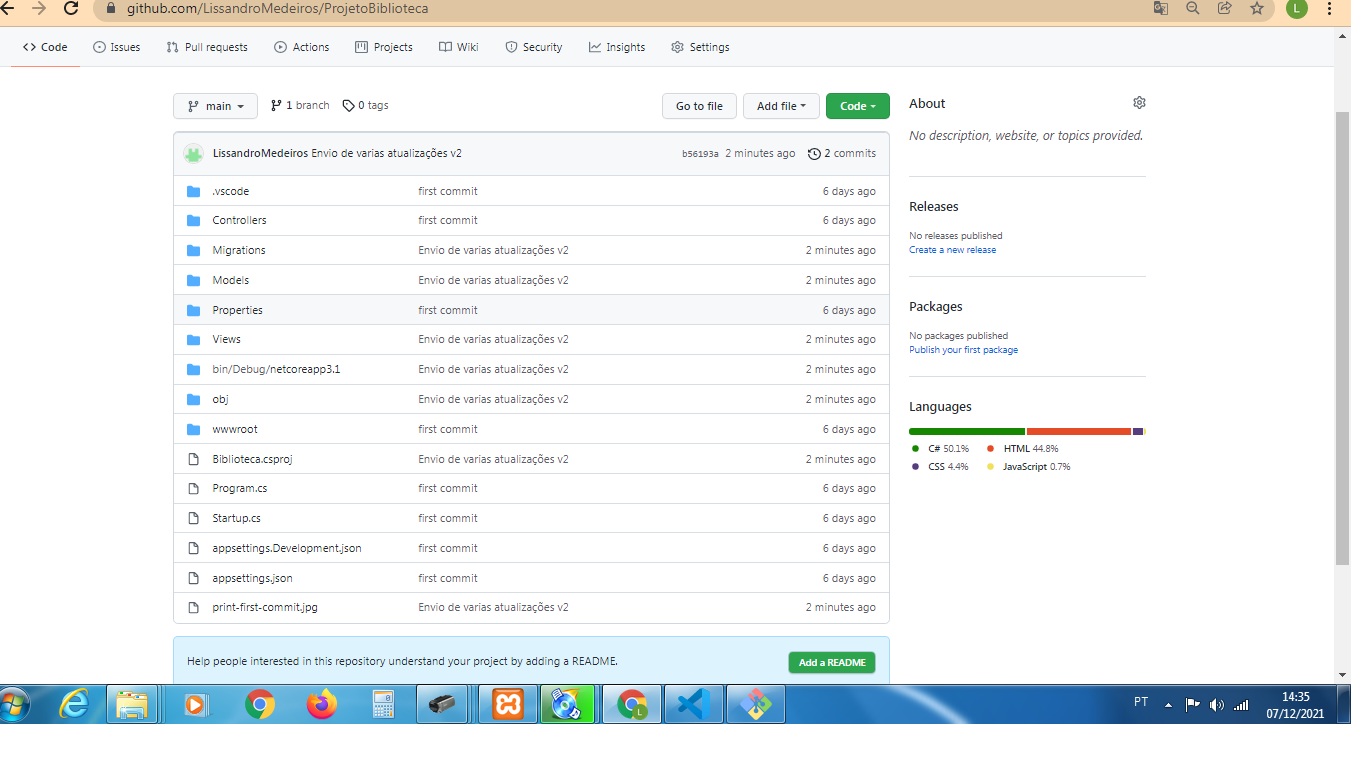 github.com/LissandroMedeiros/ProjetoBiblioteca
L
<> Code Issues Pull requests Actions Projects Wiki Security Insights Settings
main 1 branch 0 tags Go to file Add file Code
LissandroMedeiros Envio de varias atualizações v2 b56193a 2 minutes ago 2 commits
.vscode first commit 6 days ago
Controllers first commit 6 days ago
Migrations Envio de varias atualizações v2 2 minutes ago
Models Envio de varias atualizações v2 2 minutes ago
Properties first commit 6 days ago
Views Envio de varias atualizações v2 2 minutes ago
bin/Debug/netcoreapp3.1 Envio de varias atualizações v2 2 minutes ago
obj Envio de varias atualizações v2 2 minutes ago
wwwroot first commit 6 days ago
Biblioteca.csproj Envio de varias atualizações v2 2 minutes ago
Program.cs first commit 6 days ago
Startup.cs first commit 6 days ago
appsettings.Development.json first commit 6 days ago
appsettings.json first commit 6 days ago
print-first-commit.jpg Envio de varias atualizações v2 2 minutes ago
Help people interested in this repository understand your project by adding a README. Add a README
About
No description, website, or topics provided.
Releases
No releases published
Create a new release
Packages
No packages published
Publish your first package
Languages
C# 50.1% HTML 44.8%
CSS 4.4% JavaScript 0.7%
L
PT
14:35
07/12/2021